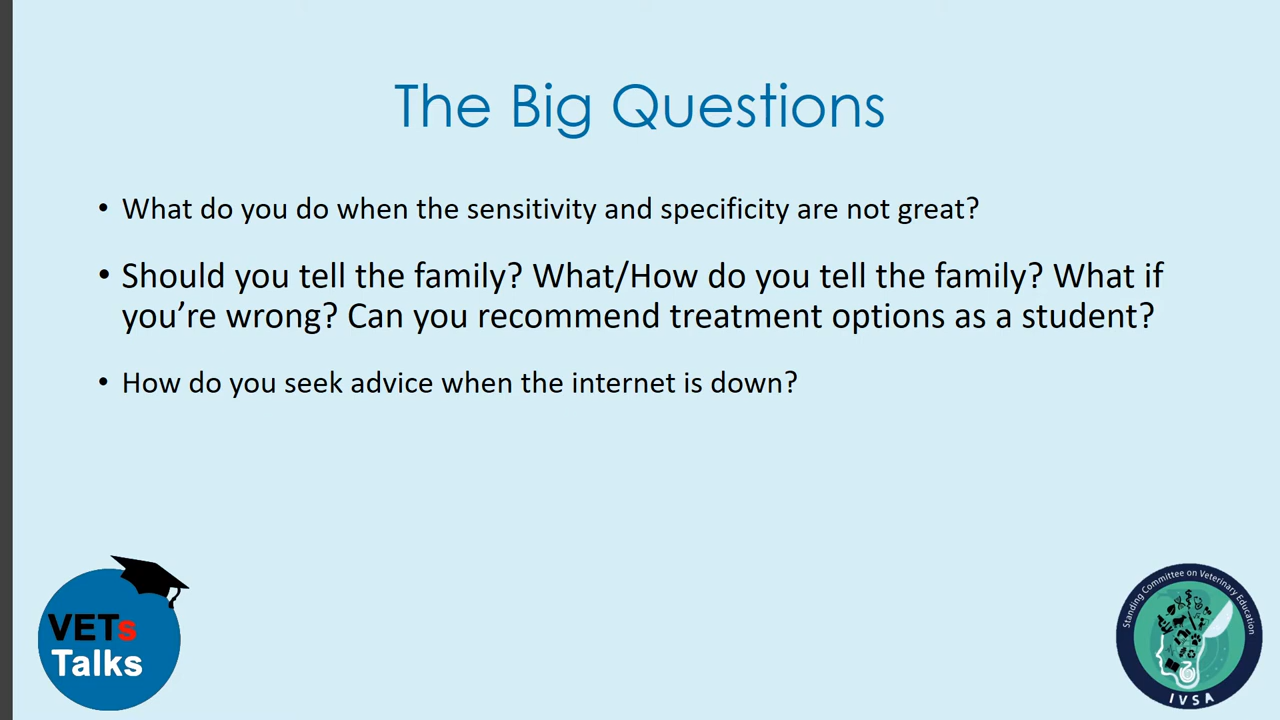 The Big Questions
• What do you do when the sensitivity and specificity are not great?
• Should you tell the family? What/How do you tell the family? What if
you’re wrong? Can you recommend treatment options as a student?
• How do you seek advice when the internet is down?
VETs
Talks
Standing Committee on Veterinary Education
IVSA